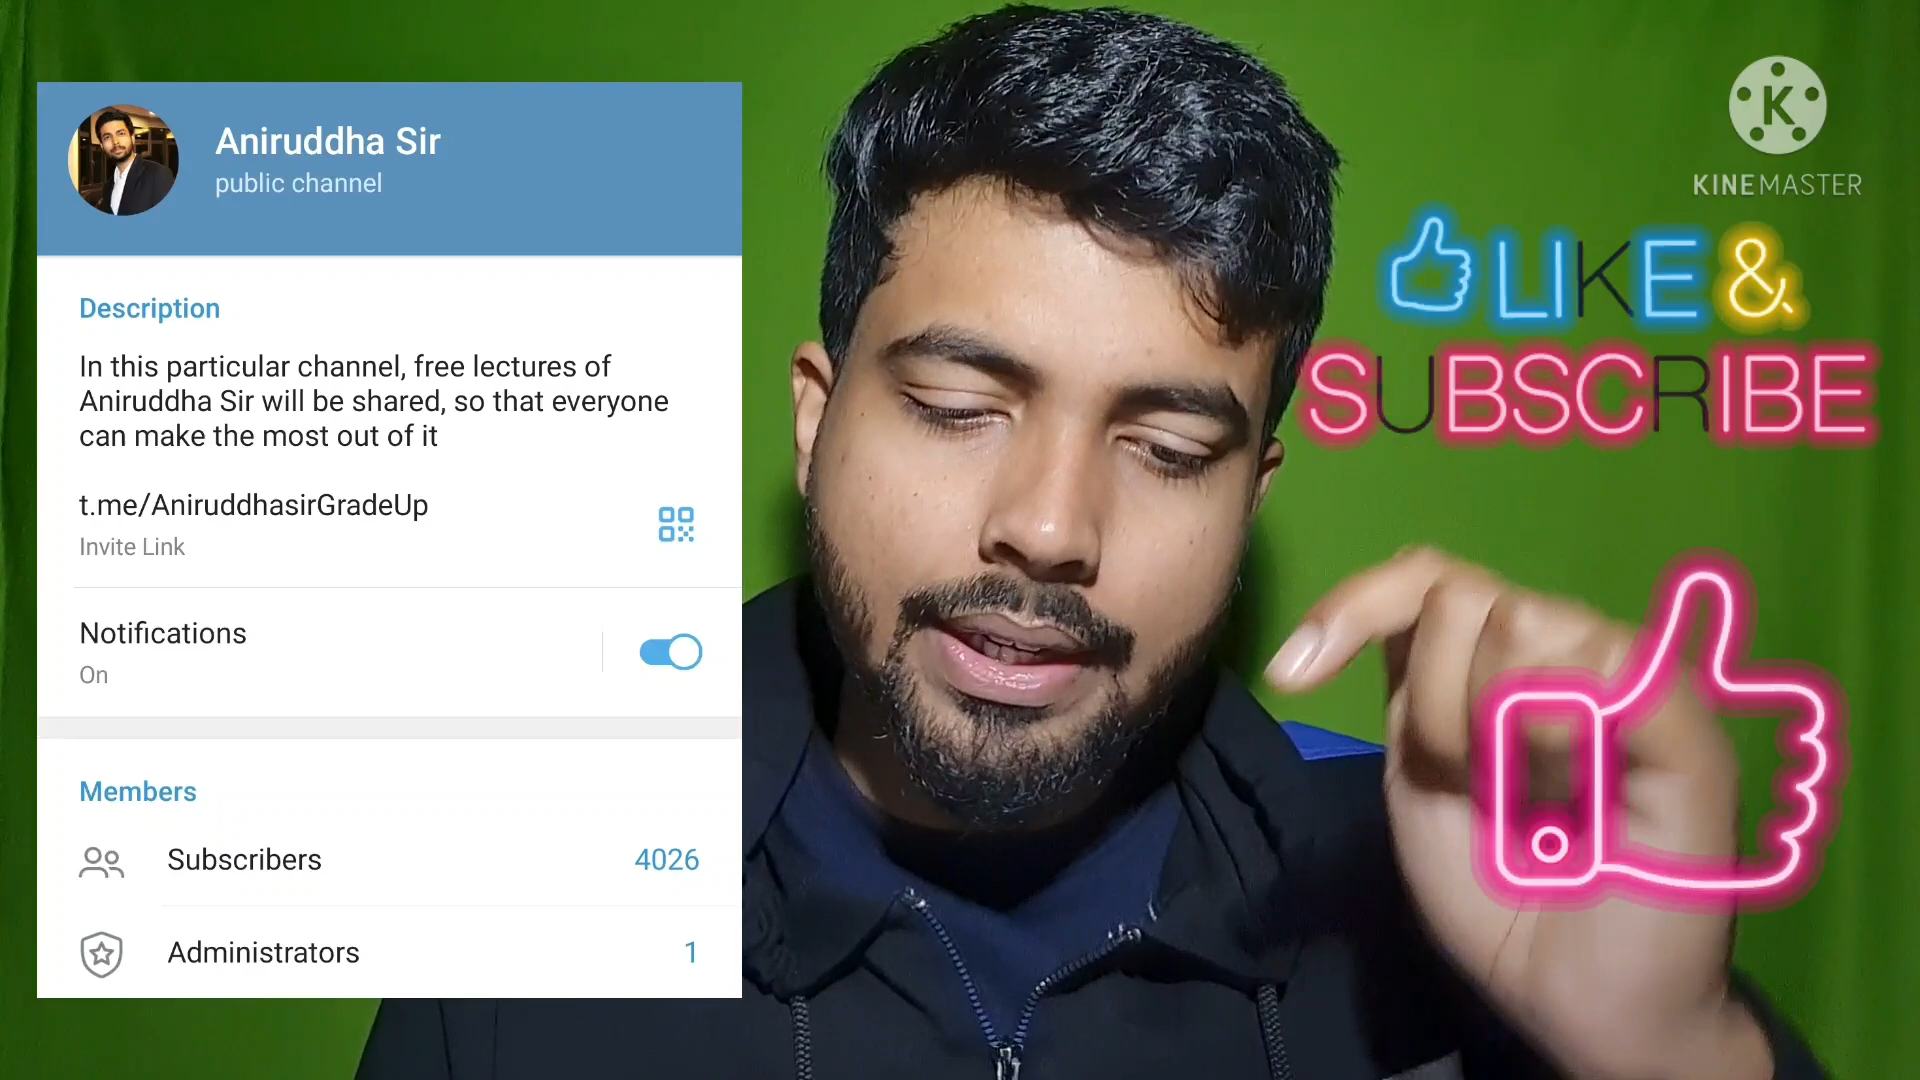 Aniruddha Sir
public channel
Description
In this particular channel, free lectures of
Aniruddha Sir will be shared, so that everyone
can make the most out of it
t.me/AniruddhasirGradeUp
Invite Link
Notifications
On
Members
Subscribers 4026
Administrators 1
K
KINEMASTER
LIKE &
SUBSCRIBE